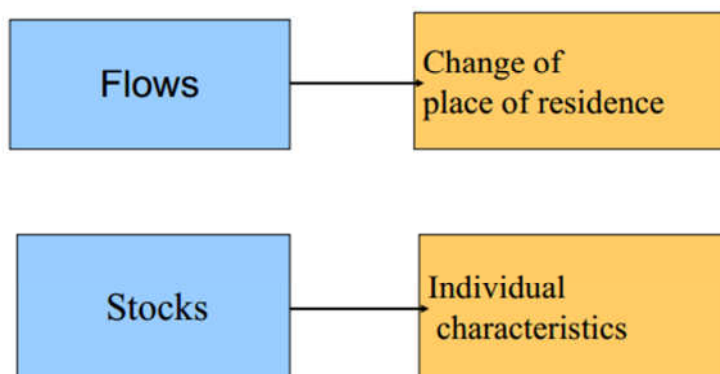 Flows
Change of
place of residence
Stocks
Individual
characteristics